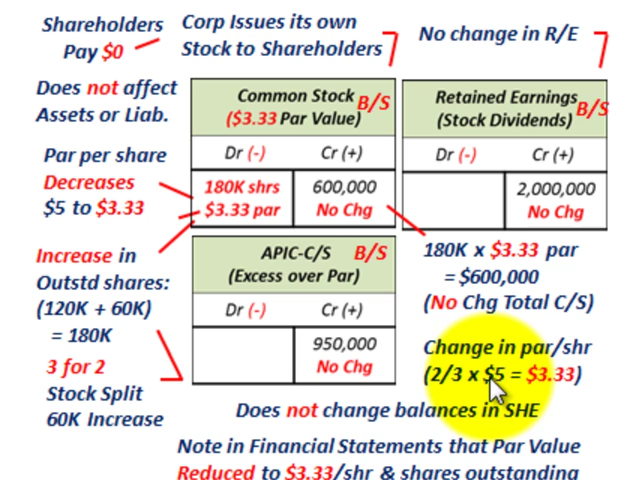 Shareholders
Pay $0
Corp Issues its own
Stock to Shareholders
No change in R/E
Does not affect
Assets or Liab.
Common Stock B/S
($3.33 Par Value)
Dr (-) Cr (+)
180K shrs 600,000
$3.33 par No Chg
Retained Earnings B/S
(Stock Dividends)
Dr (-) Cr (+)
2,000,000
No Chg
Par per share
Decreases
$5 to $3.33
APIC-C/S B/S
(Excess over Par)
Dr (-) Cr (+)
950,000
No Chg
180K x $3.33 par
= $600,000
(No Chg Total C/S)
Increase in
Outstd shares:
(120K + 60K)
= 180K
3 for 2
Stock Split
60K Increase
Change in par/shr
(2/3 x $5 = $3.33)
Does not change balances in SHE
Note in Financial Statements that Par Value
Reduced to $3.33/shr & shares outstanding